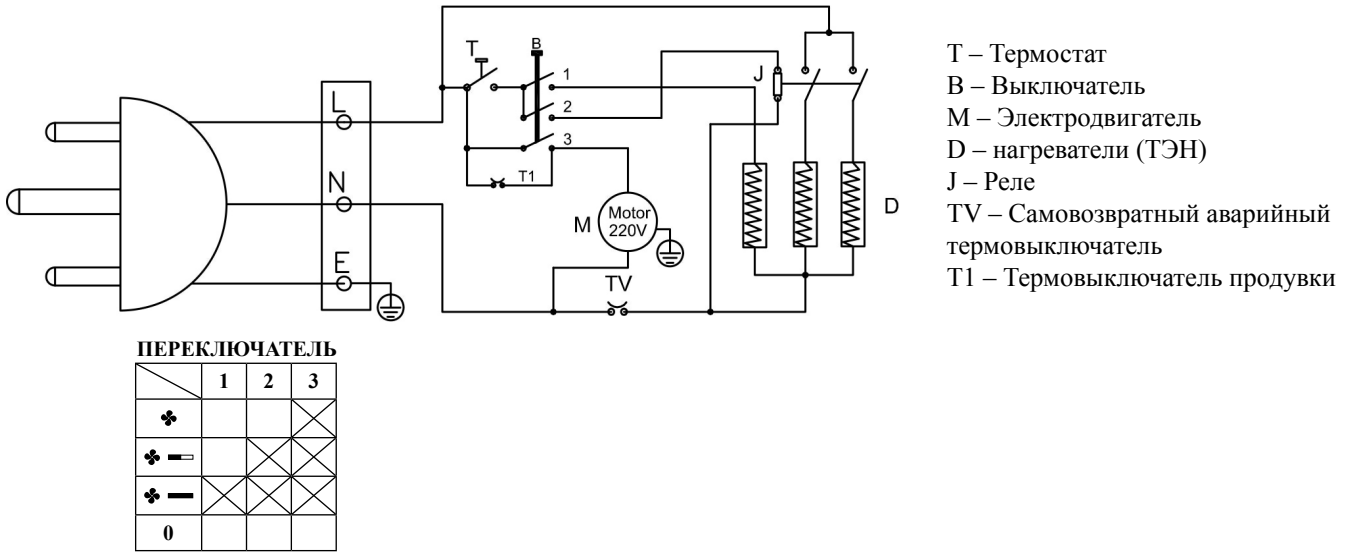 T – Термостат
B – Выключатель
M – Электродвигатель
D – нагреватели (ТЭН)
J – Реле
TV – Самовозвратный аварийный
термовыключатель
T1 – Термовыключатель продувки
L
N
E
T
B
1
2
3
T1
J
M
Motor
220V
TV
D
ПЕРЕКЛЮЧАТЕЛЬ
1 2 3
0